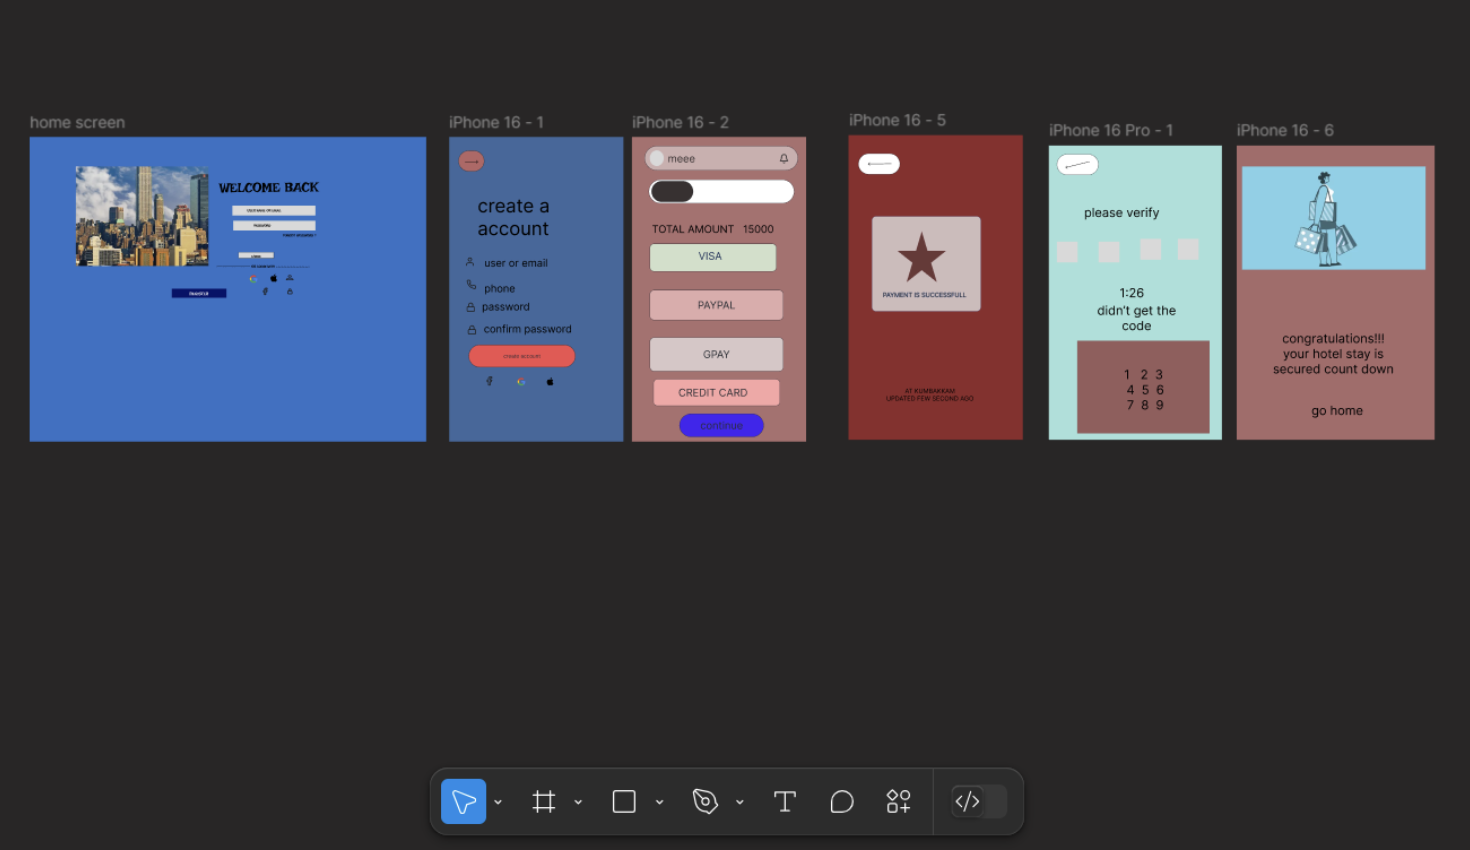 home screen
WELCOME BACK
PASSWORD
REGISTER
iPhone 16 - 1
create a
account
user or email
phone
password
confirm password
CREATE ACCOUNT
iPhone 16 - 2
meee
TOTAL AMOUNT 15000
VISA
PAYPAL
GPAY
CREDIT CARD
continue
iPhone 16 - 5
PAYMENT IS SUCCESSFULL
AT KUMBAKKAM
UPDATED FEW SECOND AGO
iPhone 16 Pro - 1
please verify
1:26
didn't get the
code
1 2 3
4 5 6
7 8 9
iPhone 16 - 6
congratulations!!!
your hotel stay is
secured count down
go home